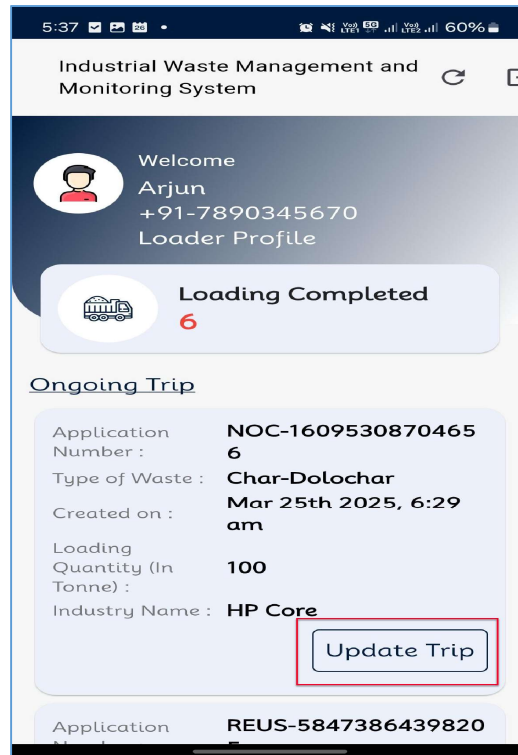 5:37
60%
Industrial Waste Management and
Monitoring System
Welcome
Arjun
+91-7890345670
Loader Profile
Loading Completed
6
Ongoing Trip
Application NOC-1609530870465
Number : 6
Type of Waste : Char-Dolochar
Created on : Mar 25th 2025, 6:29
am
Loading
Quantity (In 100
Tonne) :
Industry Name : HP Core
Update Trip
Application REUS-5847386439820